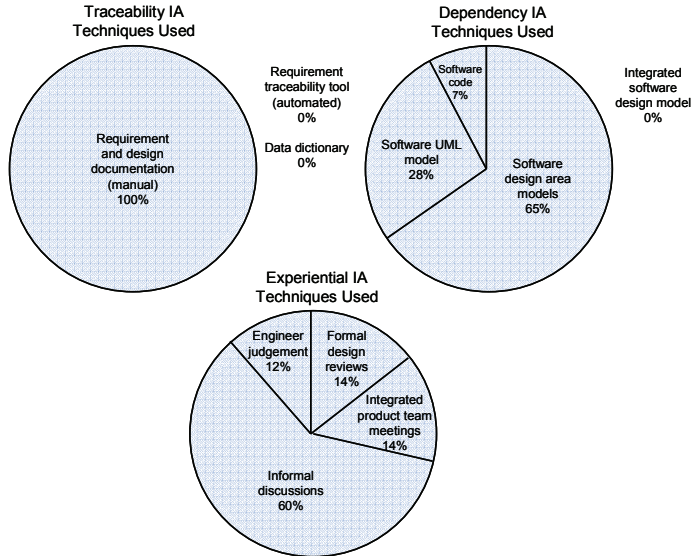 Traceability IA
Techniques Used
Requirement
and design
documentation
(manual)
100%
Requirement
traceability tool
(automated)
0%
Data dictionary
0%
Dependency IA
Techniques Used
Software
code
7%
Software UML
model
28%
Software
design area
models
65%
Integrated
software
design model
0%
Experiential IA
Techniques Used
Engineer
judgement
12%
Formal
design
reviews
14%
Integrated
product team
meetings
14%
Informal
discussions
60%